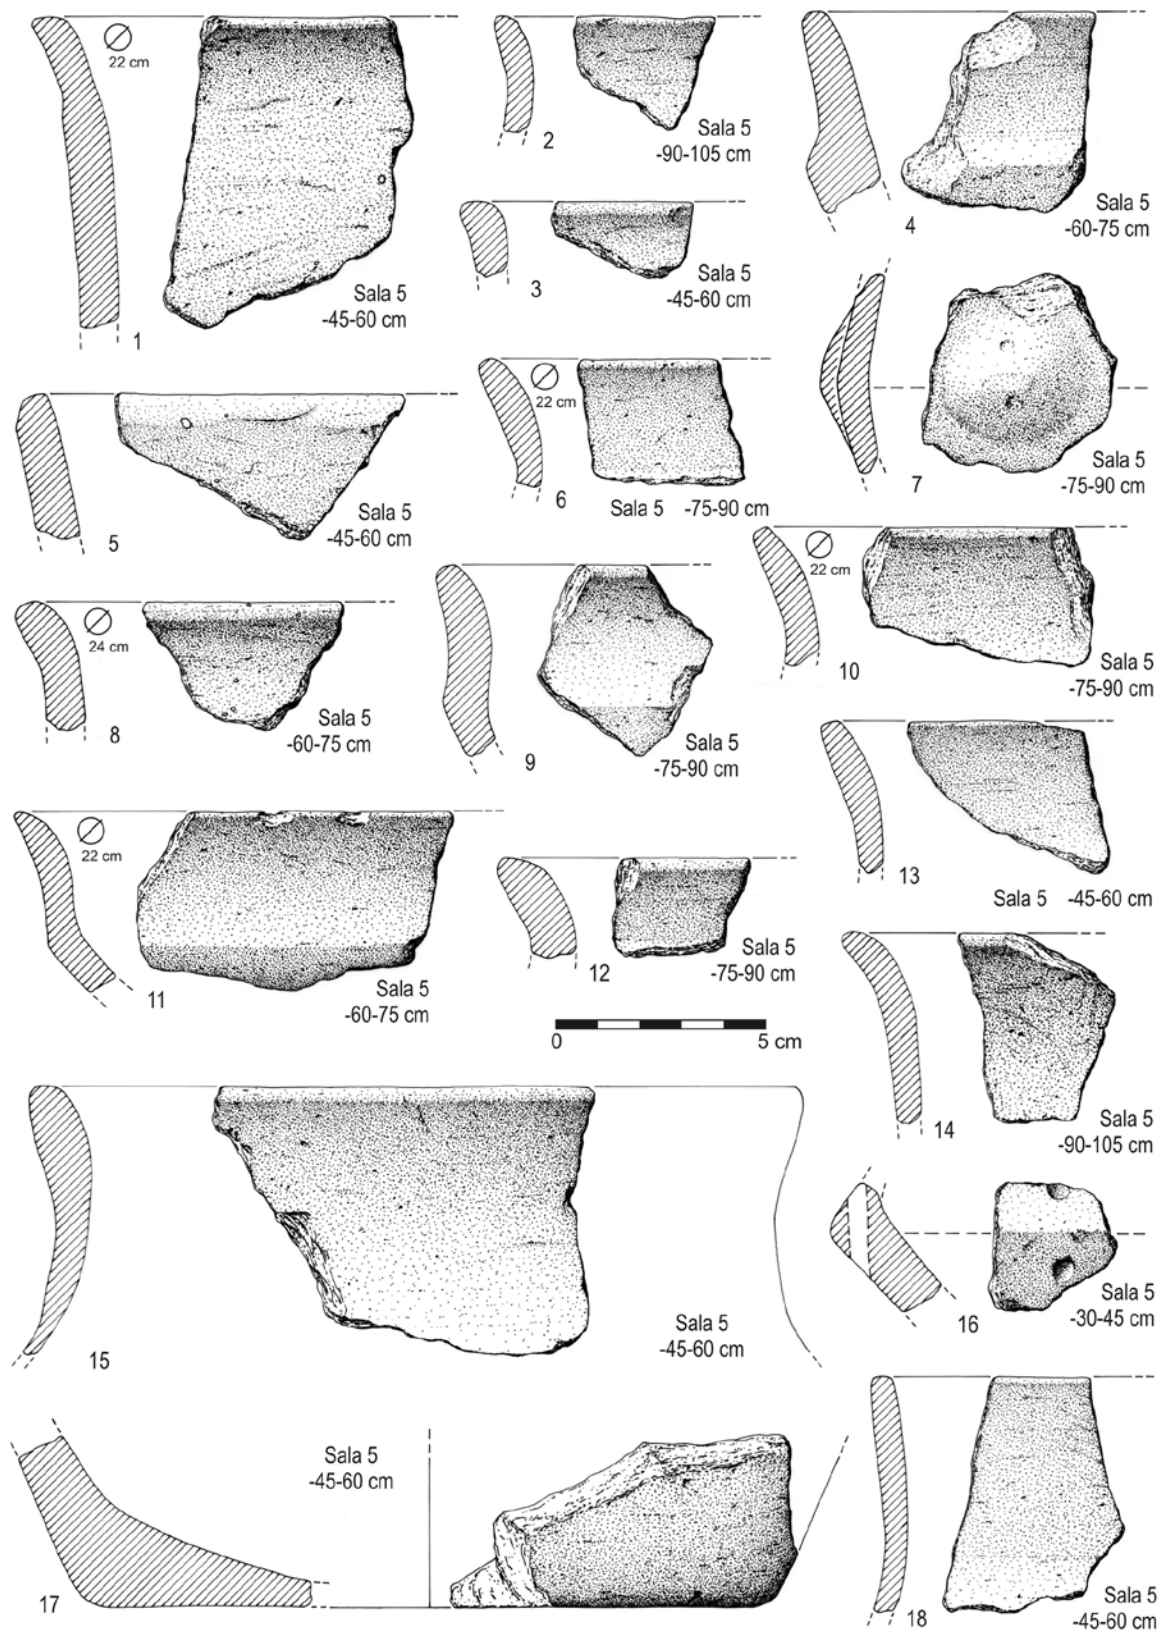 22 cm
Sala 5
-45-60 cm
1
2
Sala 5
-90-105 cm
3
Sala 5
-45-60 cm
4
Sala 5
-60-75 cm
5
Sala 5
-45-60 cm
22 cm
6
Sala 5 -75-90 cm
7
Sala 5
-75-90 cm
24 cm
8
Sala 5
-60-75 cm
9
Sala 5
-75-90 cm
22 cm
10
Sala 5
-75-90 cm
22 cm
11
Sala 5
-60-75 cm
12
Sala 5
-75-90 cm
13
Sala 5 -45-60 cm
0 5 cm
14
Sala 5
-90-105 cm
15
Sala 5
-45-60 cm
16
Sala 5
-30-45 cm
17
Sala 5
-45-60 cm
18
Sala 5
-45-60 cm